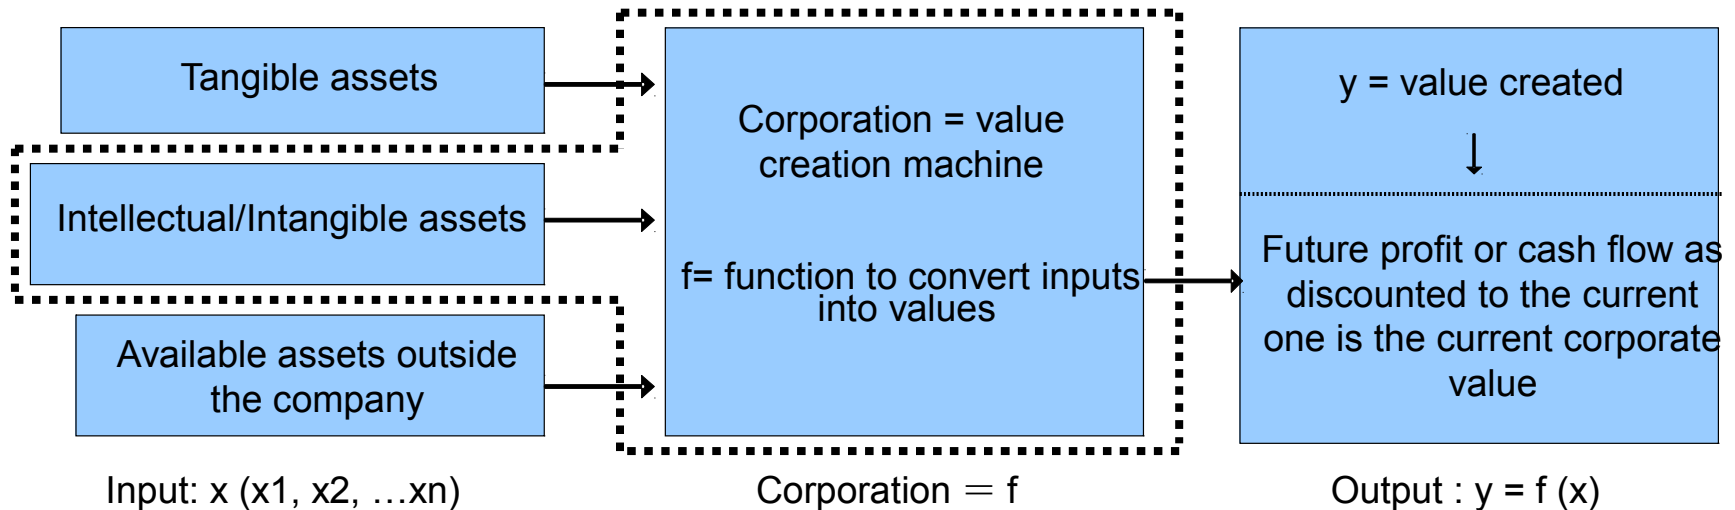 Tangible assets
Intellectual/Intangible assets
Available assets outside
the company
Input: x (x1, x2, …xn)
Corporation = value
creation machine
f= function to convert inputs
into values
Corporation ＝ f
y = value created
Future profit or cash flow as
discounted to the current
one is the current corporate
value
Output : y = f (x)